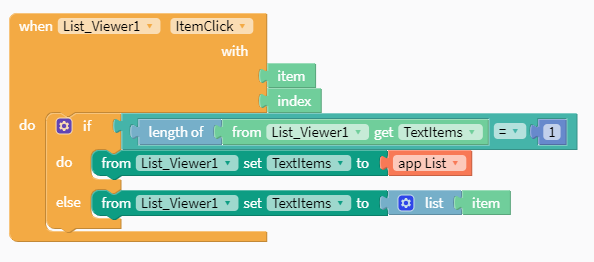 when List_Viewer1 ItemClick
with
item
index
do if length of from List_Viewer1 get TextItems = 1
do from List_Viewer1 set TextItems to app List
else from List_Viewer1 set TextItems to list item